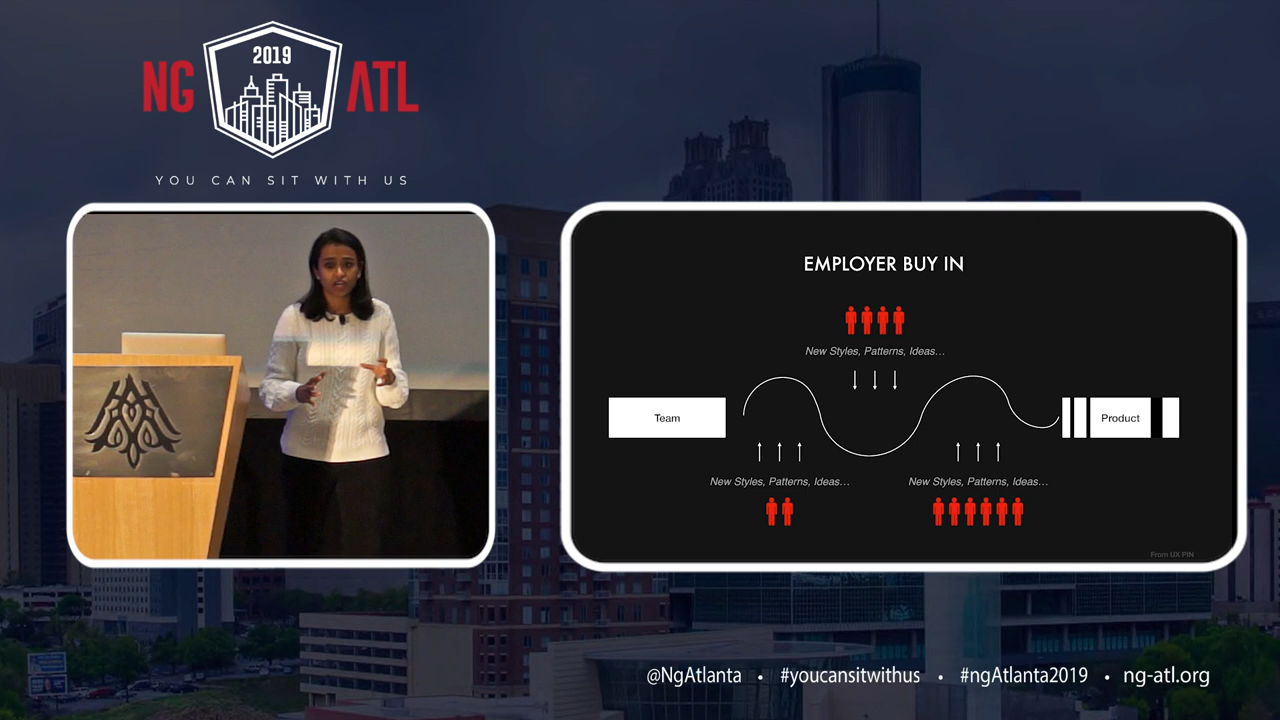 2019
NG ATL
YOU CAN SIT WITH US
EMPLOYER BUY IN
New Styles, Patterns, Ideas…
Team
Product
New Styles, Patterns, Ideas…
New Styles, Patterns, Ideas…
From UX PIN
@NgAtlanta • #youcansitwithus • #ngAtlanta2019 • ng-atl.org